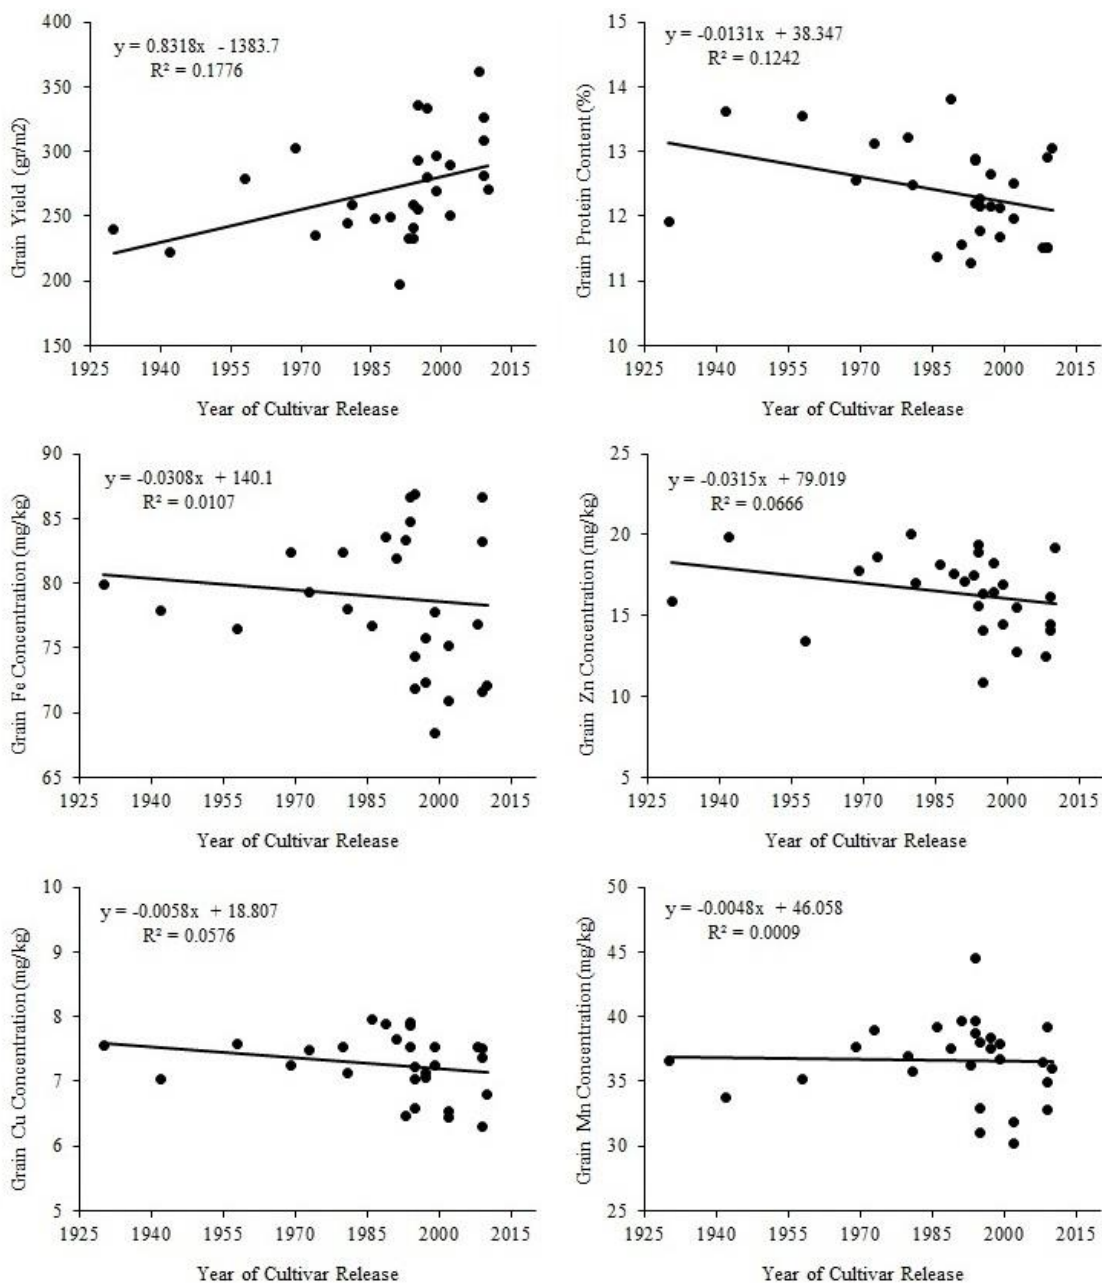 y = 0.8318x - 1383.7
R² = 0.1776
Grain Yield (gr/m2)
400
350
300
250
200
150
1925 1940 1955 1970 1985 2000 2015
Year of Cultivar Release
y = -0.0131x + 38.347
R² = 0.1242
Grain Protein Content (%)
15
14
13
12
11
10
1925 1940 1955 1970 1985 2000 2015
Year of Cultivar Release
y = -0.0308x + 140.1
R² = 0.0107
Grain Fe Concentration (mg/kg)
90
85
80
75
70
65
1925 1940 1955 1970 1985 2000 2015
Year of Cultivar Release
y = -0.0315x + 79.019
R² = 0.0666
Grain Zn Concentration (mg/kg)
25
20
15
10
5
1925 1940 1955 1970 1985 2000 2015
Year of Cultivar Release
y = -0.0058x + 18.807
R² = 0.0576
Grain Cu Concentration (mg/kg)
10
9
8
7
6
5
1925 1940 1955 1970 1985 2000 2015
Year of Cultivar Release
y = -0.0048x + 46.058
R² = 0.0009
Grain Mn Concentration (mg/kg)
50
45
40
35
30
25
1925 1940 1955 1970 1985 2000 2015
Year of Cultivar Release